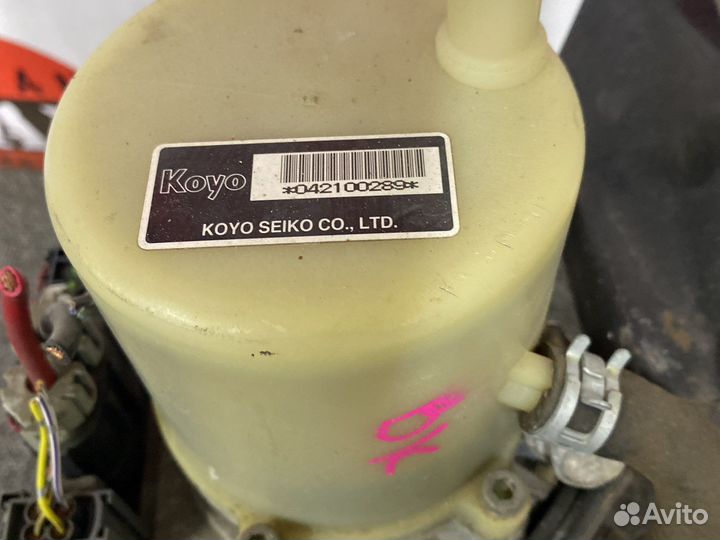 Koyo
*042100289*
KOYO SEIKO CO., LTD.
OK
Avito